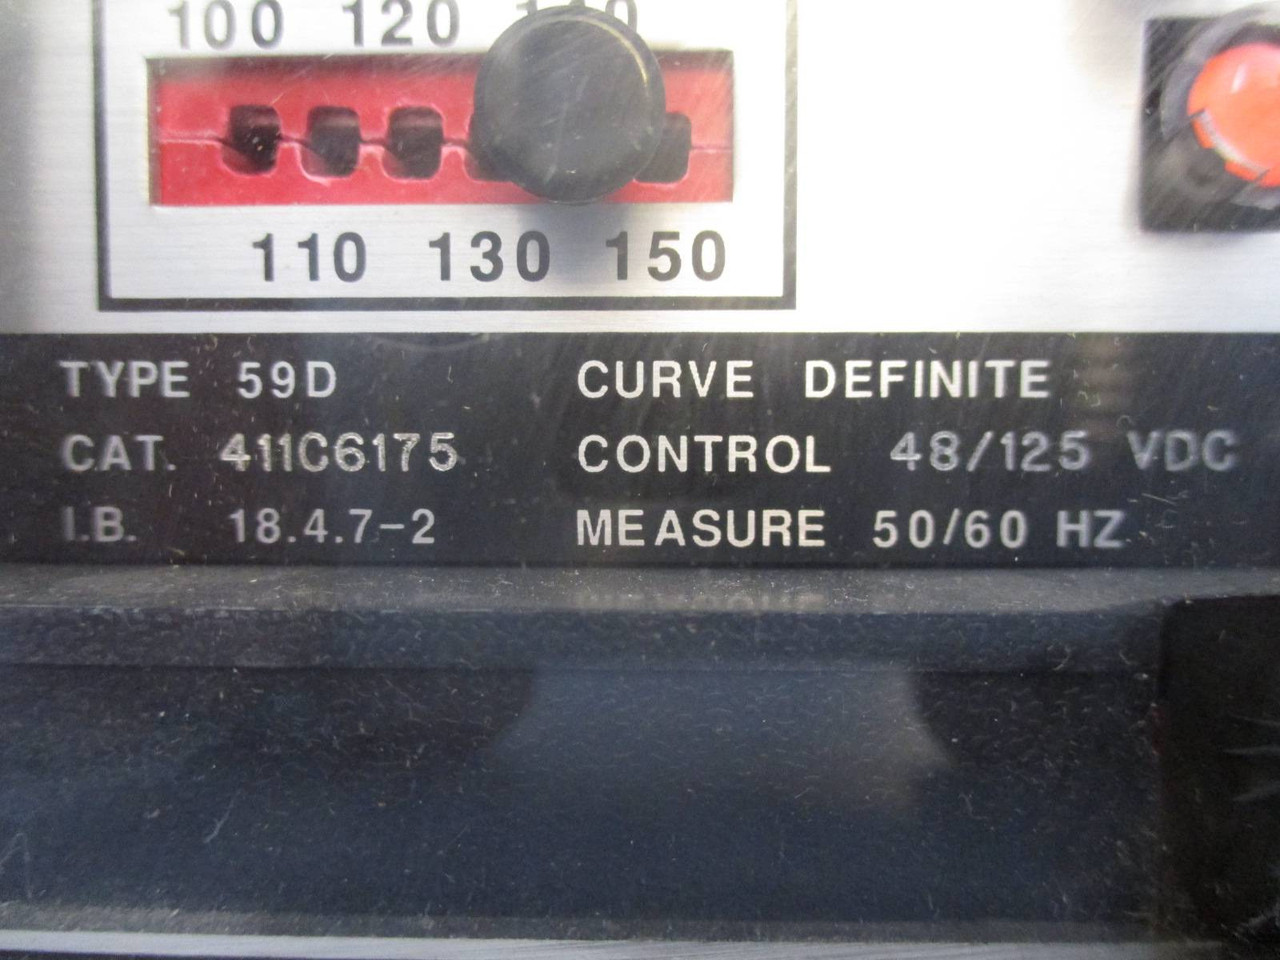 100 120
110 130 150
TYPE 59D CURVE DEFINITE
CAT. 411C6175 CONTROL 48/125 VDC
I.B. 18.4.7-2 MEASURE 50/60 HZ